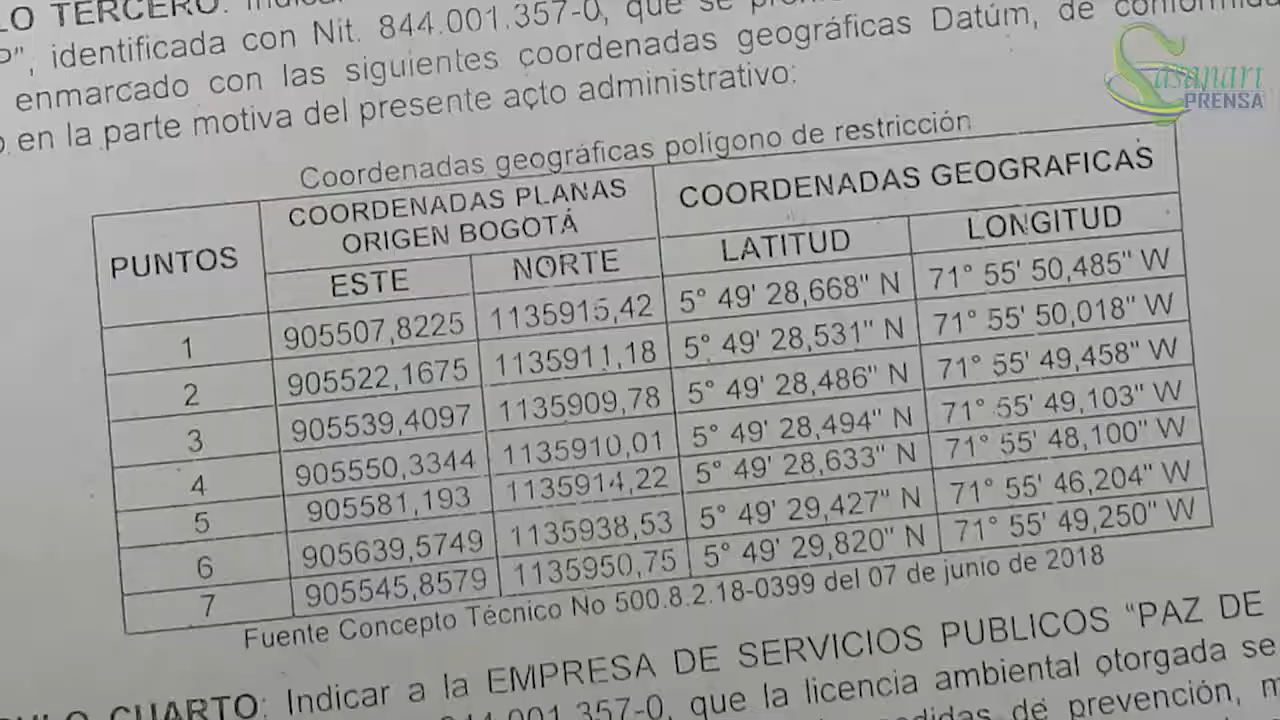 LO TERCERO:
P", identificada con Nit. 844.001.357-0, que se
enmarcado con las siguientes coordenadas geográficas Datúm, de
en la parte motiva del presente acto administrativo:
Sasanari
PRENSA
Coordenadas geográficas polígono de restricción
PUNTOS COORDENADAS PLANAS ORIGEN BOGOTÁ COORDENADAS GEOGRAFICAS
ESTE NORTE LATITUD LONGITUD
1 905507,8225 1135915,42 5° 49' 28,668" N 71° 55' 50,485" W
2 905522,1675 1135911,18 5° 49' 28,531" N 71° 55' 50,018" W
3 905539,4097 1135909,78 5° 49' 28,486" N 71° 55' 49,458" W
4 905550,3344 1135910,01 5° 49' 28,494" N 71° 55' 49,103" W
5 905581,193 1135914,22 5° 49' 28,633" N 71° 55' 48,100" W
6 905639,5749 1135938,53 5° 49' 29,427" N 71° 55' 46,204" W
7 905545,8579 1135950,75 5° 49' 29,820" N 71° 55' 49,250" W
Fuente Concepto Técnico No 500.8.2.18-0399 del 07 de junio de 2018
CUARTO: Indicar a la EMPRESA DE SERVICIOS PUBLICOS “PAZ DE
844.001.357-0, que la licencia ambiental otorgada se
de prevención,